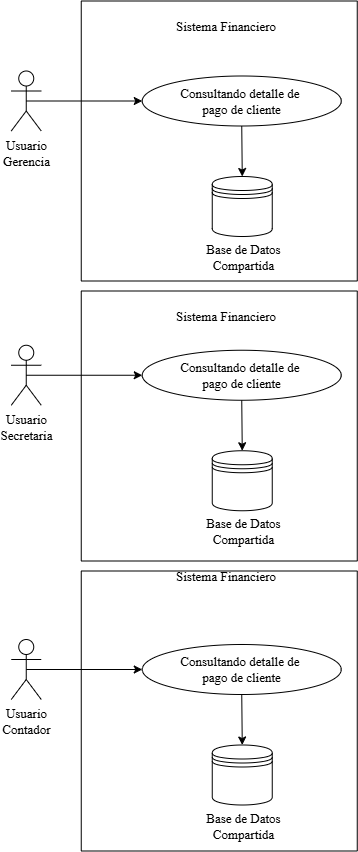 Sistema Financiero
Consultando detalle de
pago de cliente
Usuario
Gerencia
Base de Datos
Compartida
Sistema Financiero
Consultando detalle de
pago de cliente
Usuario
Secretaria
Base de Datos
Compartida
Sistema Financiero
Consultando detalle de
pago de cliente
Usuario
Contador
Base de Datos
Compartida